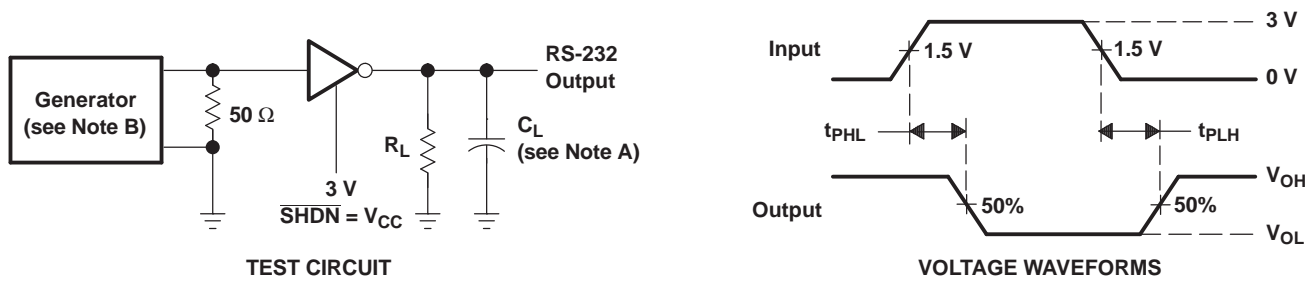 Generator
(see Note B)
50 Ω
3 V
SHDN = VCC
RL
CL
(see Note A)
RS-232
Output
TEST CIRCUIT
Input
1.5 V
1.5 V
3 V
0 V
tPHL
tPLH
Output
50%
50%
VOH
VOL
VOLTAGE WAVEFORMS